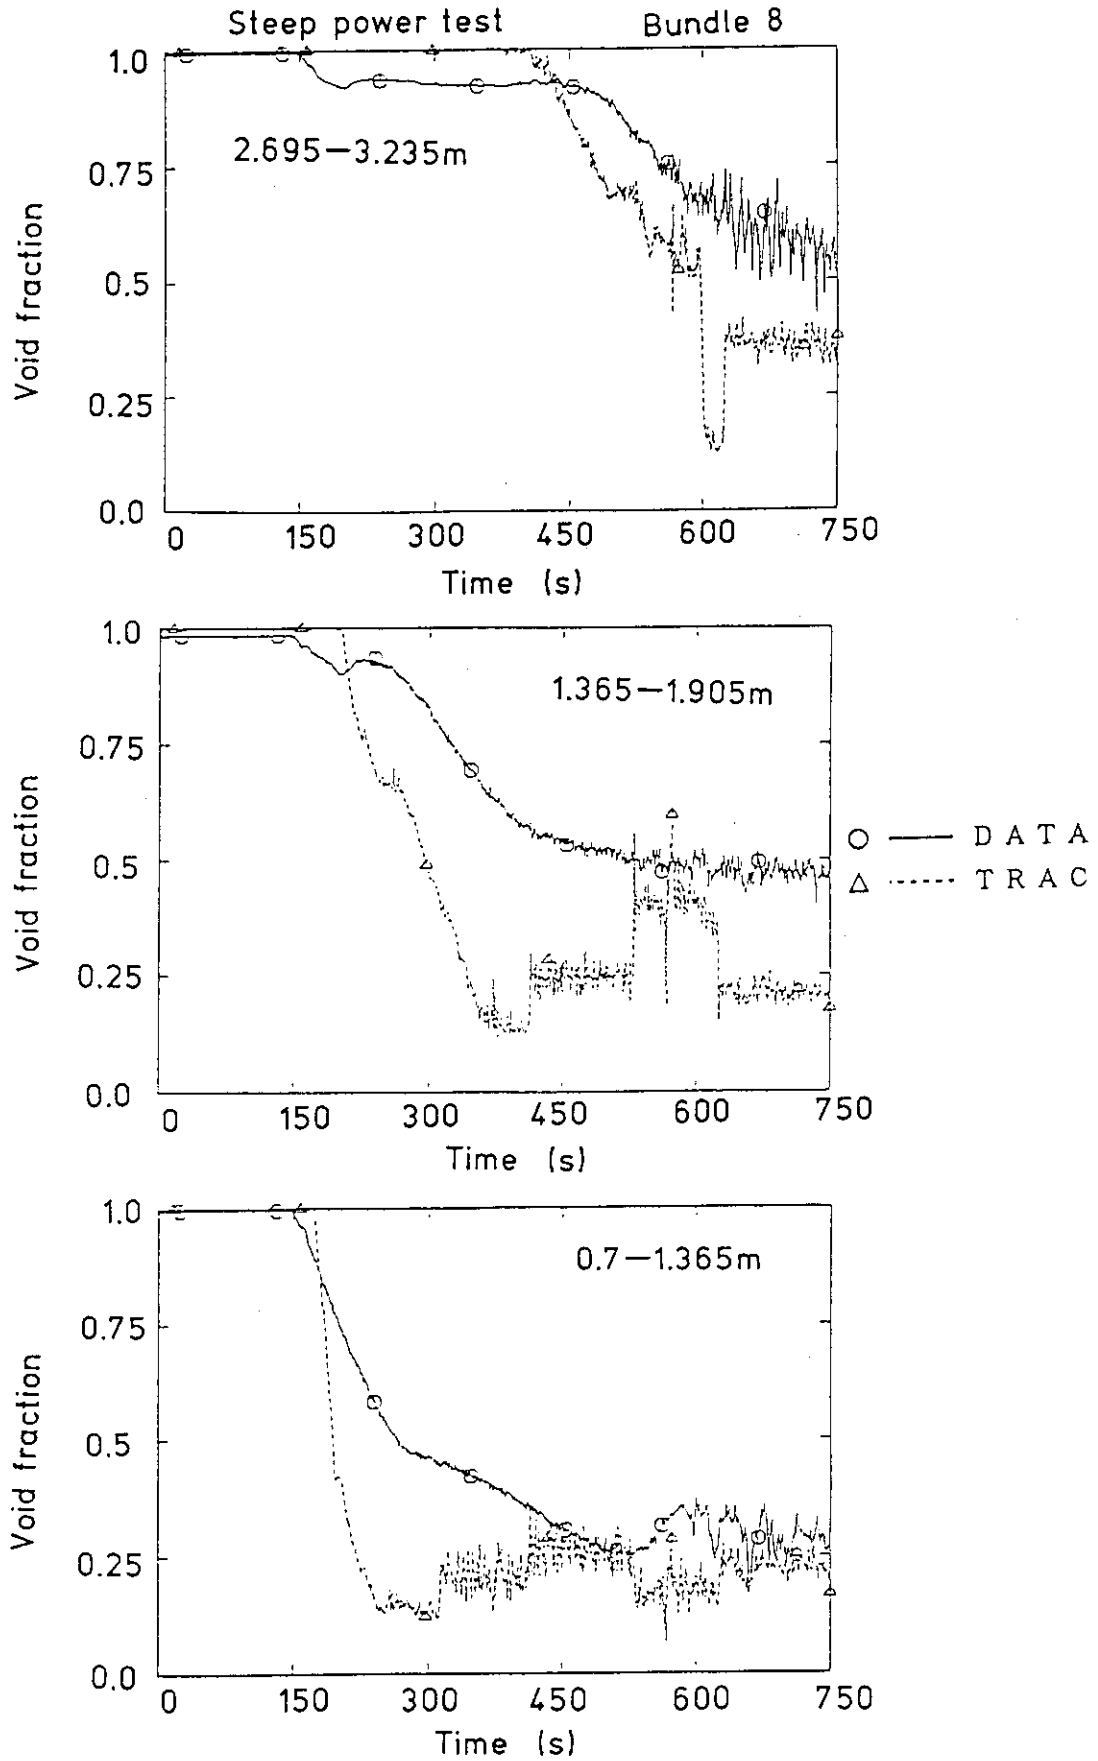 Steep power test Bundle 8
1.0
2.695–3.235m
0.75
0.5
0.25
0.0
0 150 300 450 600 750
Time (s)
Void fraction
1.0
1.365–1.905m
0.75
0.5
0.25
0.0
0 150 300 450 600 750
Time (s)
Void fraction
DATA
TRAC
1.0
0.7–1.365m
0.75
0.5
0.25
0.0
0 150 300 450 600 750
Time (s)
Void fraction